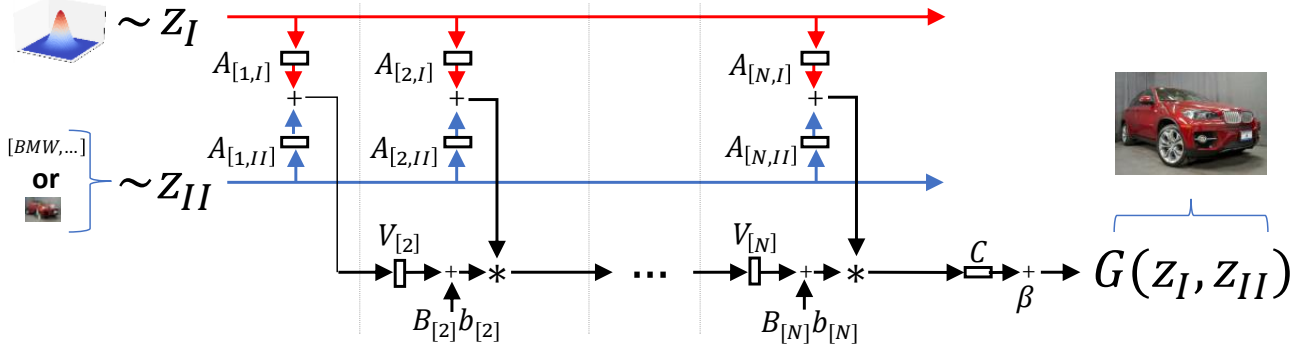 ~ z_I
A_[1,I]
A_[2,I]
A_[N,I]
+
+
+
A_[1,II]
A_[2,II]
A_[N,II]
[BMW,...]
or
~ z_II
V_[2]
V_[N]
C
+
*
...
+
*
+
G(z_I, z_II)
β
B_[2]b_[2]
B_[N]b_[N]